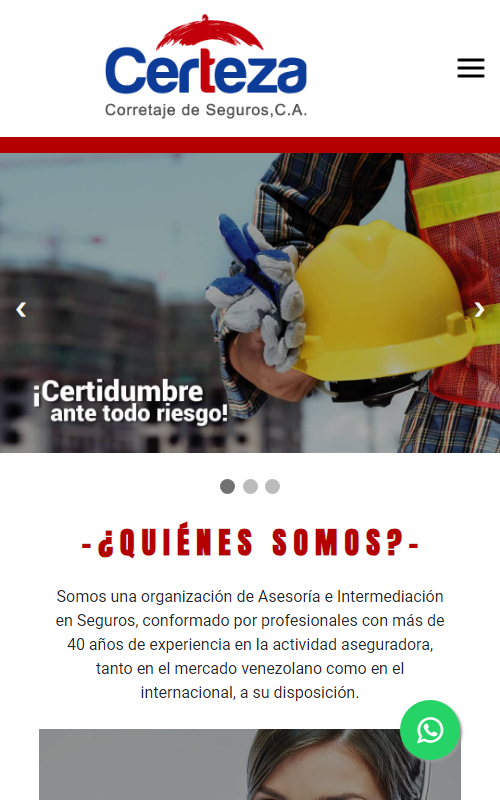 Certeza
Corretaje de Seguros,C.A.
¡Certidumbre
ante todo riesgo!
-¿QUIÉNES SOMOS?-
Somos una organización de Asesoría e Intermediación
en Seguros, conformado por profesionales con más de
40 años de experiencia en la actividad aseguradora,
tanto en el mercado venezolano como en el
internacional, a su disposición.